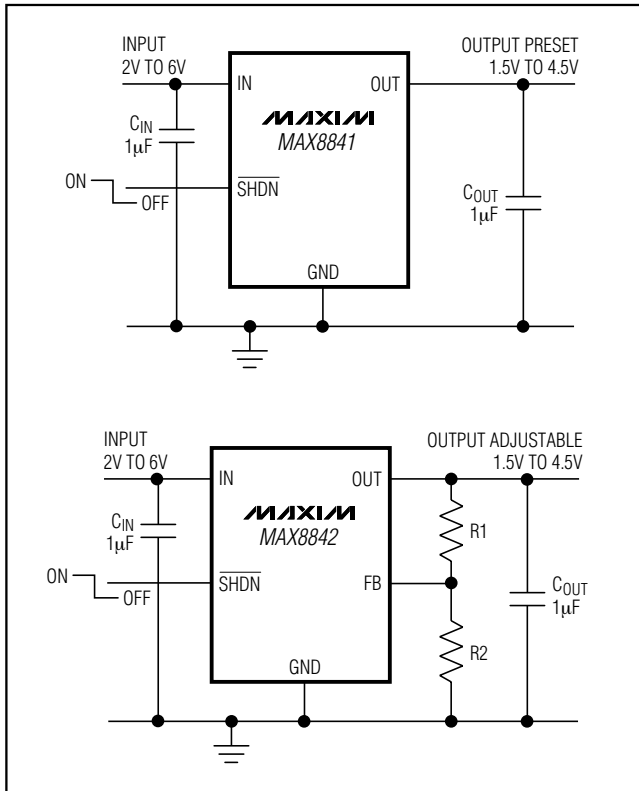 INPUT
2V TO 6V
OUTPUT PRESET
1.5V TO 4.5V
IN
OUT
MAXIM
MAX8841
CIN
1µF
ON
OFF
SHDN
COUT
1µF
GND
INPUT
2V TO 6V
OUTPUT ADJUSTABLE
1.5V TO 4.5V
IN
OUT
MAXIM
MAX8842
CIN
1µF
R1
ON
OFF
SHDN
FB
COUT
1µF
R2
GND